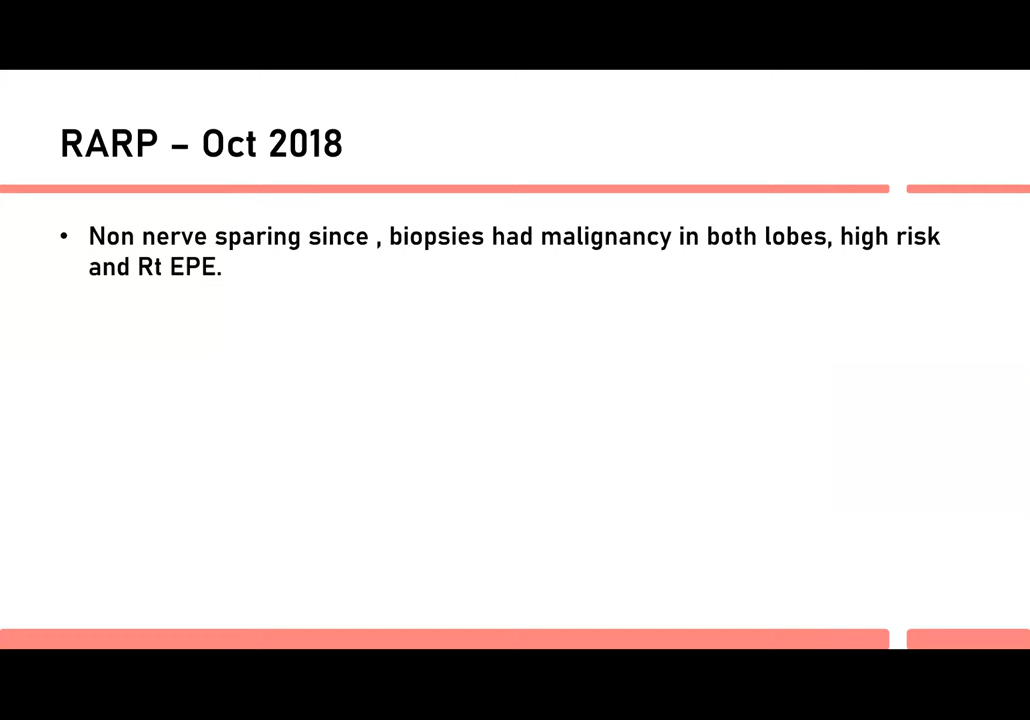 RARP – Oct 2018
• Non nerve sparing since , biopsies had malignancy in both lobes, high risk
and Rt EPE.